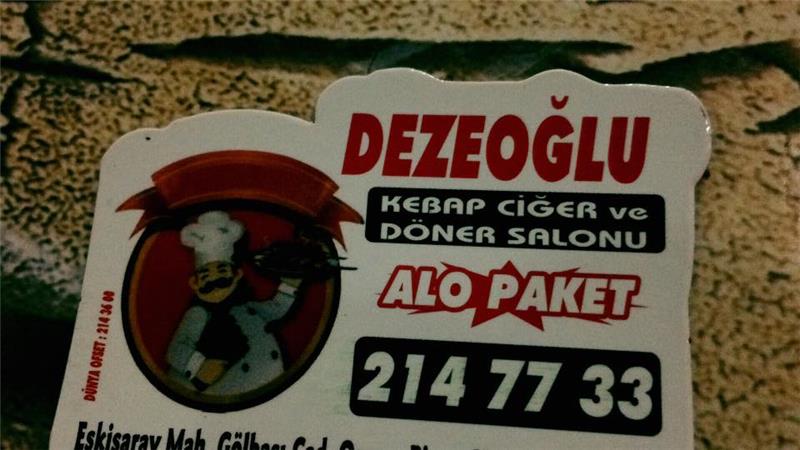 DEZEOĞLU
KEBAP CİĞER ve
DÖNER SALONU
ALO PAKET
214 77 33
DÜNYA OFSET : 214 36 00
Eskisaray Mah. Gölbaşı Cad.